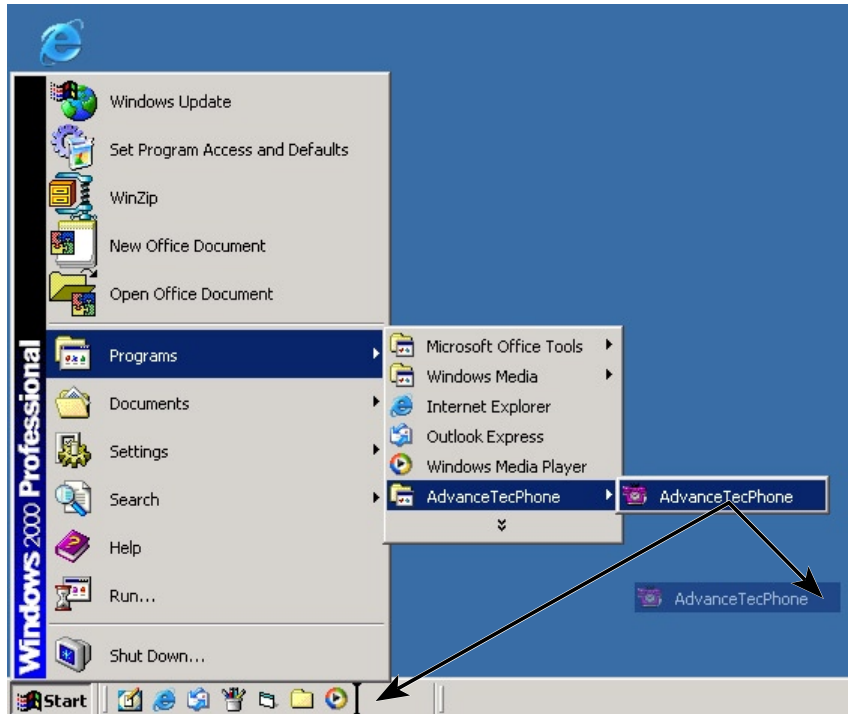 Windows Update
Set Program Access and Defaults
WinZip
New Office Document
Open Office Document
Programs
Documents
Settings
Search
Help
Run...
Shut Down...
Windows 2000 Professional
Microsoft Office Tools
Windows Media
Internet Explorer
Outlook Express
Windows Media Player
AdvanceTecPhone
AdvanceTecPhone
AdvanceTecPhone
Start